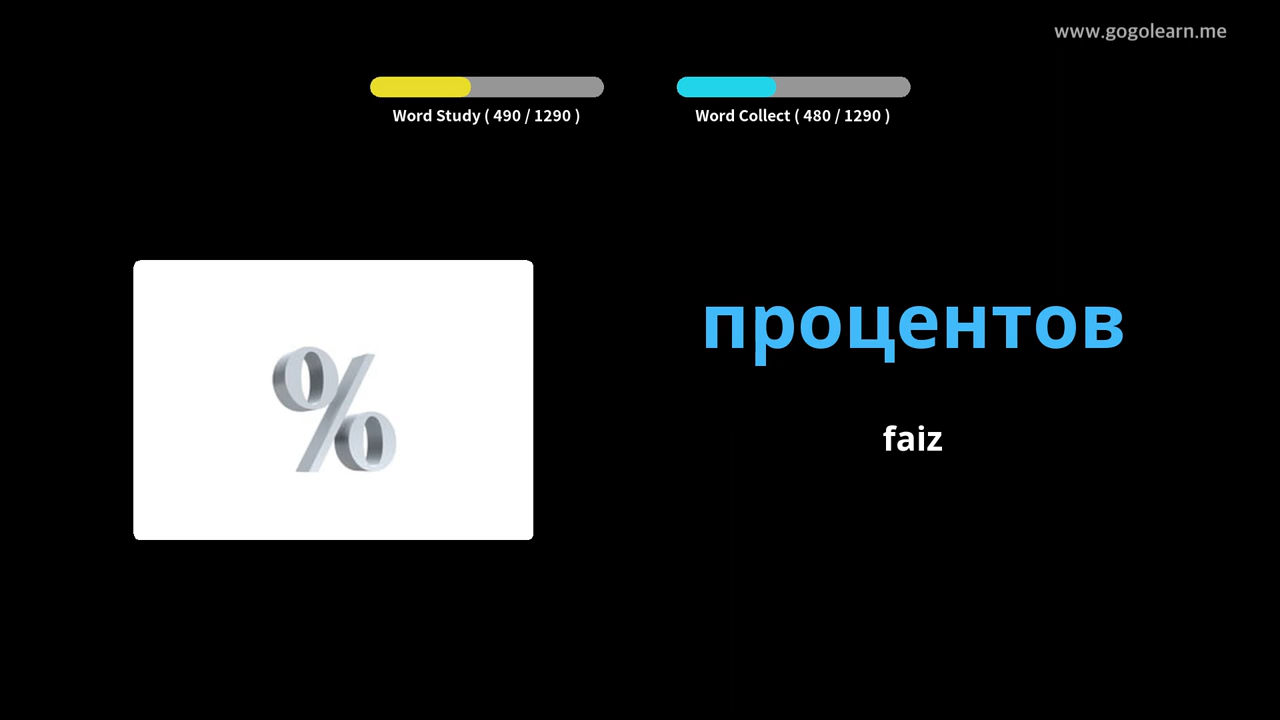 www.gogolearn.me
Word Study ( 490 / 1290 )
Word Collect ( 480 / 1290 )
%
процентов
faiz